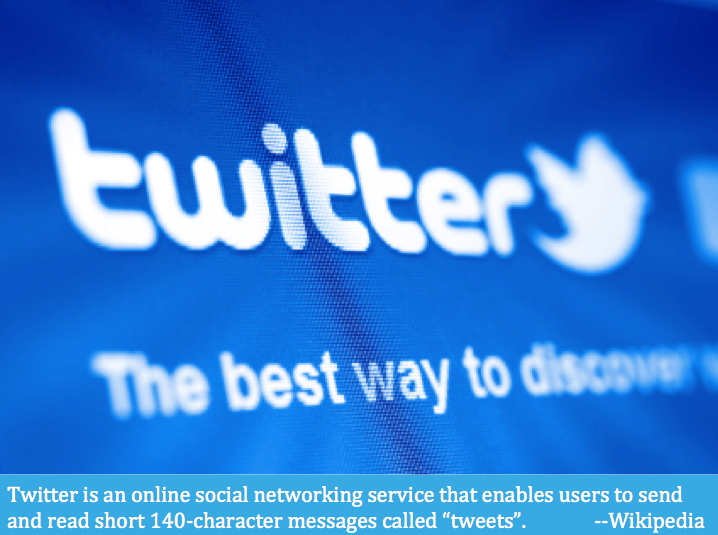 twitter
The best way to discover
Twitter is an online social networking service that enables users to send
and read short 140-character messages called “tweets”. --Wikipedia